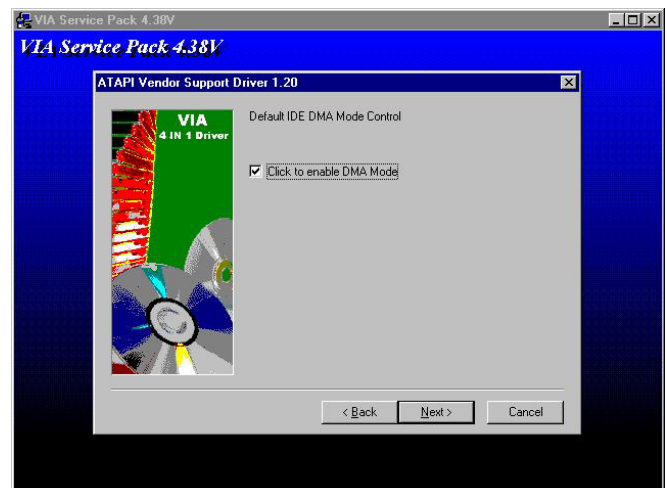 VIA Service Pack 4.38V
VIA Service Pack 4.38V
ATAPI Vendor Support Driver 1.20
VIA
4 IN 1 Driver
Default IDE DMA Mode Control
Click to enable DMA Mode
< Back
Next >
Cancel